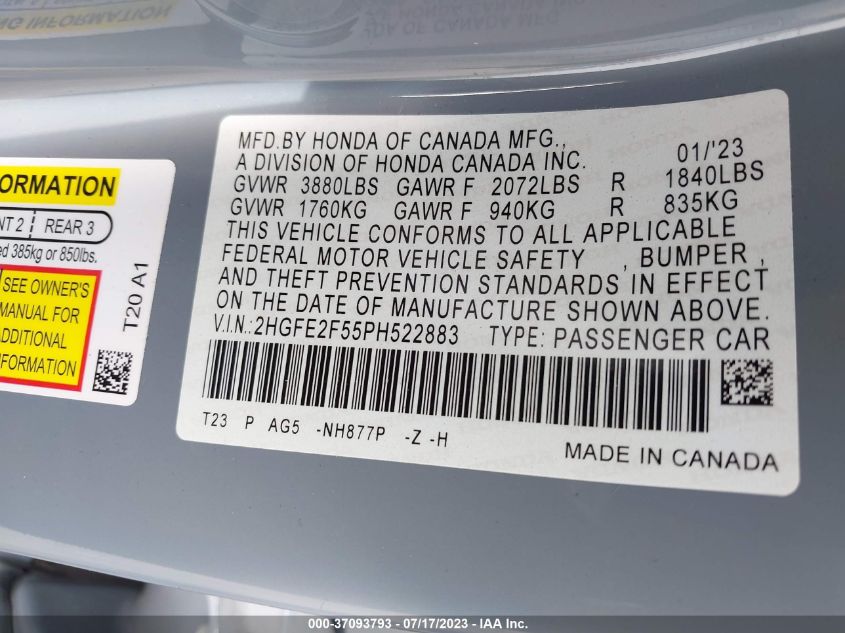 MFD.BY HONDA OF CANADA MFG.,
A DIVISION OF HONDA CANADA INC. 01/'23
GVWR 3880LBS GAWR F 2072LBS R 1840LBS
GVWR 1760KG GAWR F 940KG R 835KG
THIS VEHICLE CONFORMS TO ALL APPLICABLE
FEDERAL MOTOR VEHICLE SAFETY , BUMPER ,
AND THEFT PREVENTION STANDARDS IN EFFECT
ON THE DATE OF MANUFACTURE SHOWN ABOVE.
V.I.N.:2HGFE2F55PH522883 TYPE: PASSENGER CAR
T23 P AG5 -NH877P -Z -H
MADE IN CANADA
REAR 3
385kg or 850lbs.
SEE OWNER'S
MANUAL FOR
T20 A1
000-37093793 - 07/17/2023 - IAA Inc.